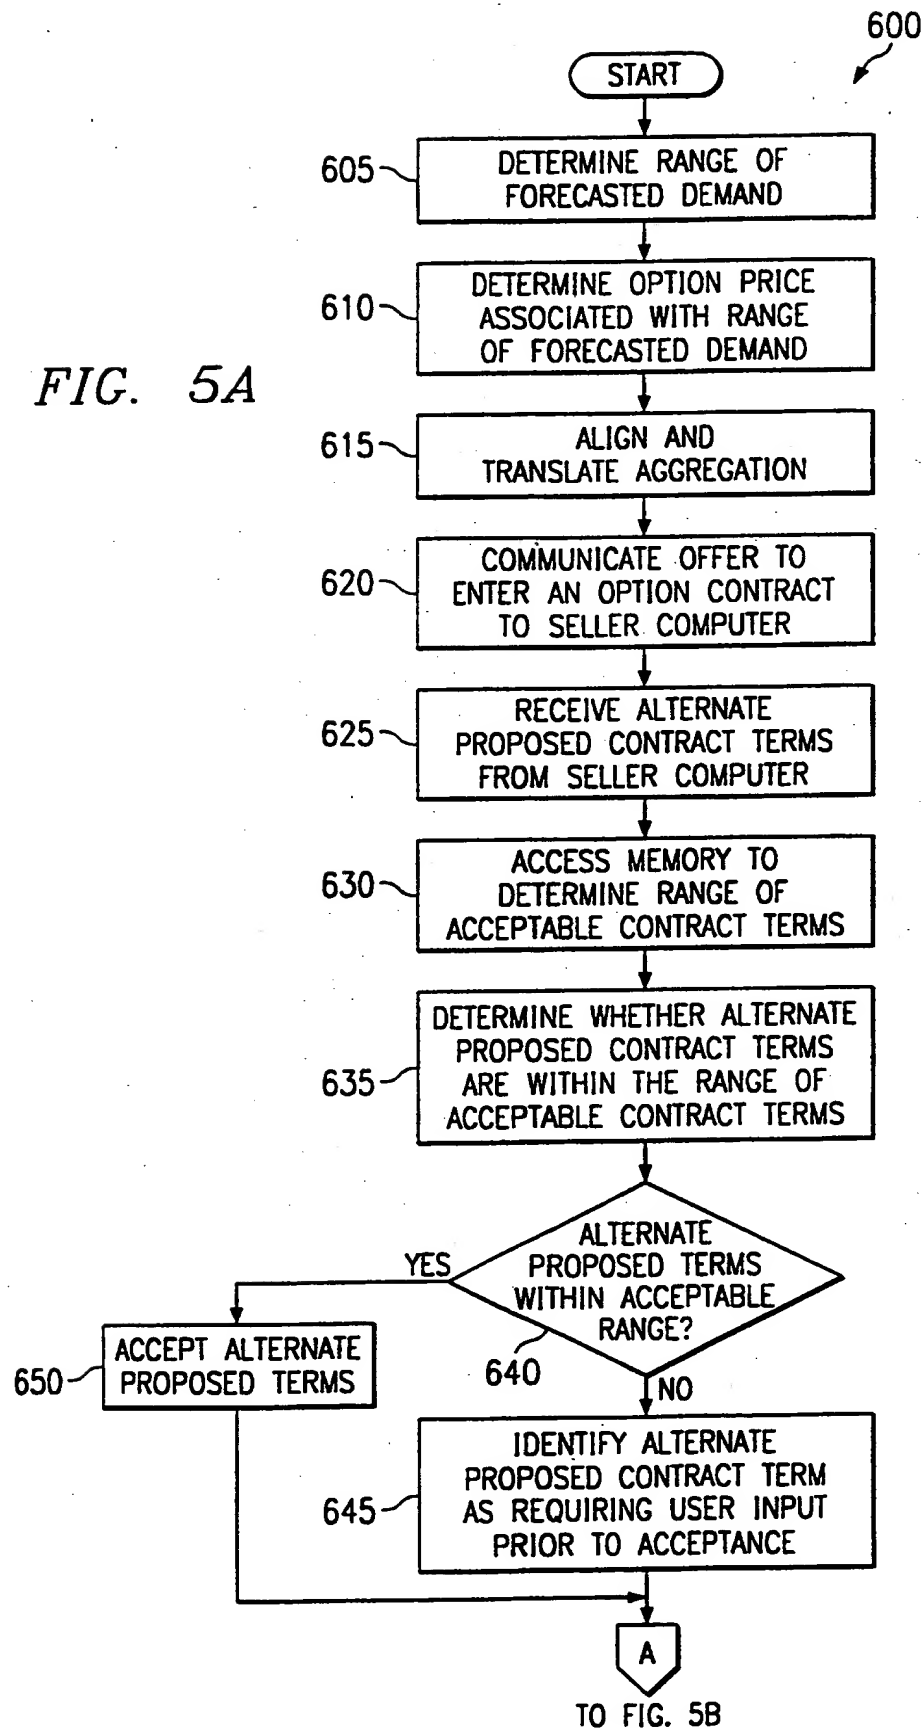 600
START
605
DETERMINE RANGE OF
FORECASTED DEMAND
610
DETERMINE OPTION PRICE
ASSOCIATED WITH RANGE
OF FORECASTED DEMAND
FIG. 5A
615
ALIGN AND
TRANSLATE AGGREGATION
620
COMMUNICATE OFFER TO
ENTER AN OPTION CONTRACT
TO SELLER COMPUTER
625
RECEIVE ALTERNATE
PROPOSED CONTRACT TERMS
FROM SELLER COMPUTER
630
ACCESS MEMORY TO
DETERMINE RANGE OF
ACCEPTABLE CONTRACT TERMS
635
DETERMINE WHETHER ALTERNATE
PROPOSED CONTRACT TERMS
ARE WITHIN THE RANGE OF
ACCEPTABLE CONTRACT TERMS
ALTERNATE
PROPOSED TERMS
WITHIN ACCEPTABLE
RANGE?
640
YES
650
ACCEPT ALTERNATE
PROPOSED TERMS
NO
645
IDENTIFY ALTERNATE
PROPOSED CONTRACT TERM
AS REQUIRING USER INPUT
PRIOR TO ACCEPTANCE
A
TO FIG. 5B